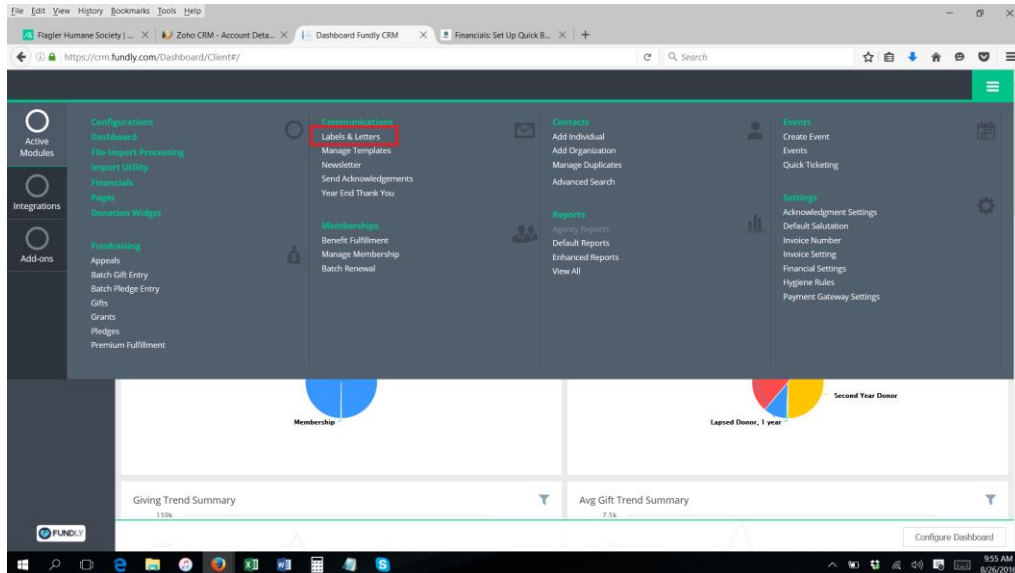 File Edit View History Bookmarks Tools Help
Flagler Humane Society | ...
Zoho CRM - Account Deta...
Dashboard Fundly CRM
Financials: Set Up Quick B...
https://crm.fundly.com/Dashboard/Client#/
Search
Active
Modules
Integrations
Add-ons
Configurations
Dashboard
File Import Processing
Import Utility
Financials
Pages
Donation Widget
Fundraising
Appeals
Batch Gift Entry
Batch Pledge Entry
Gifts
Grants
Pledges
Premium Fulfillment
Communications
Labels & Letters
Manage Templates
Newsletter
Send Acknowledgements
Year End Thank You
Memberships
Benefit Fulfillment
Manage Membership
Batch Renewal
Contacts
Add Individual
Add Organization
Manage Duplicates
Advanced Search
Reports
Agency Reports
Default Reports
Enhanced Reports
View All
Events
Create Event
Events
Quick Ticketing
Settings
Acknowledgment Settings
Default Salutation
Invoice Number
Invoice Setting
Financial Settings
Hygiene Rules
Payment Gateway Settings
Membership
Second Year Donor
Lapsed Donor, 1 year
Giving Trend Summary
150k
Avg Gift Trend Summary
7.5k
FUNDLY
Configure Dashboard
9:55 AM
8/26/2016